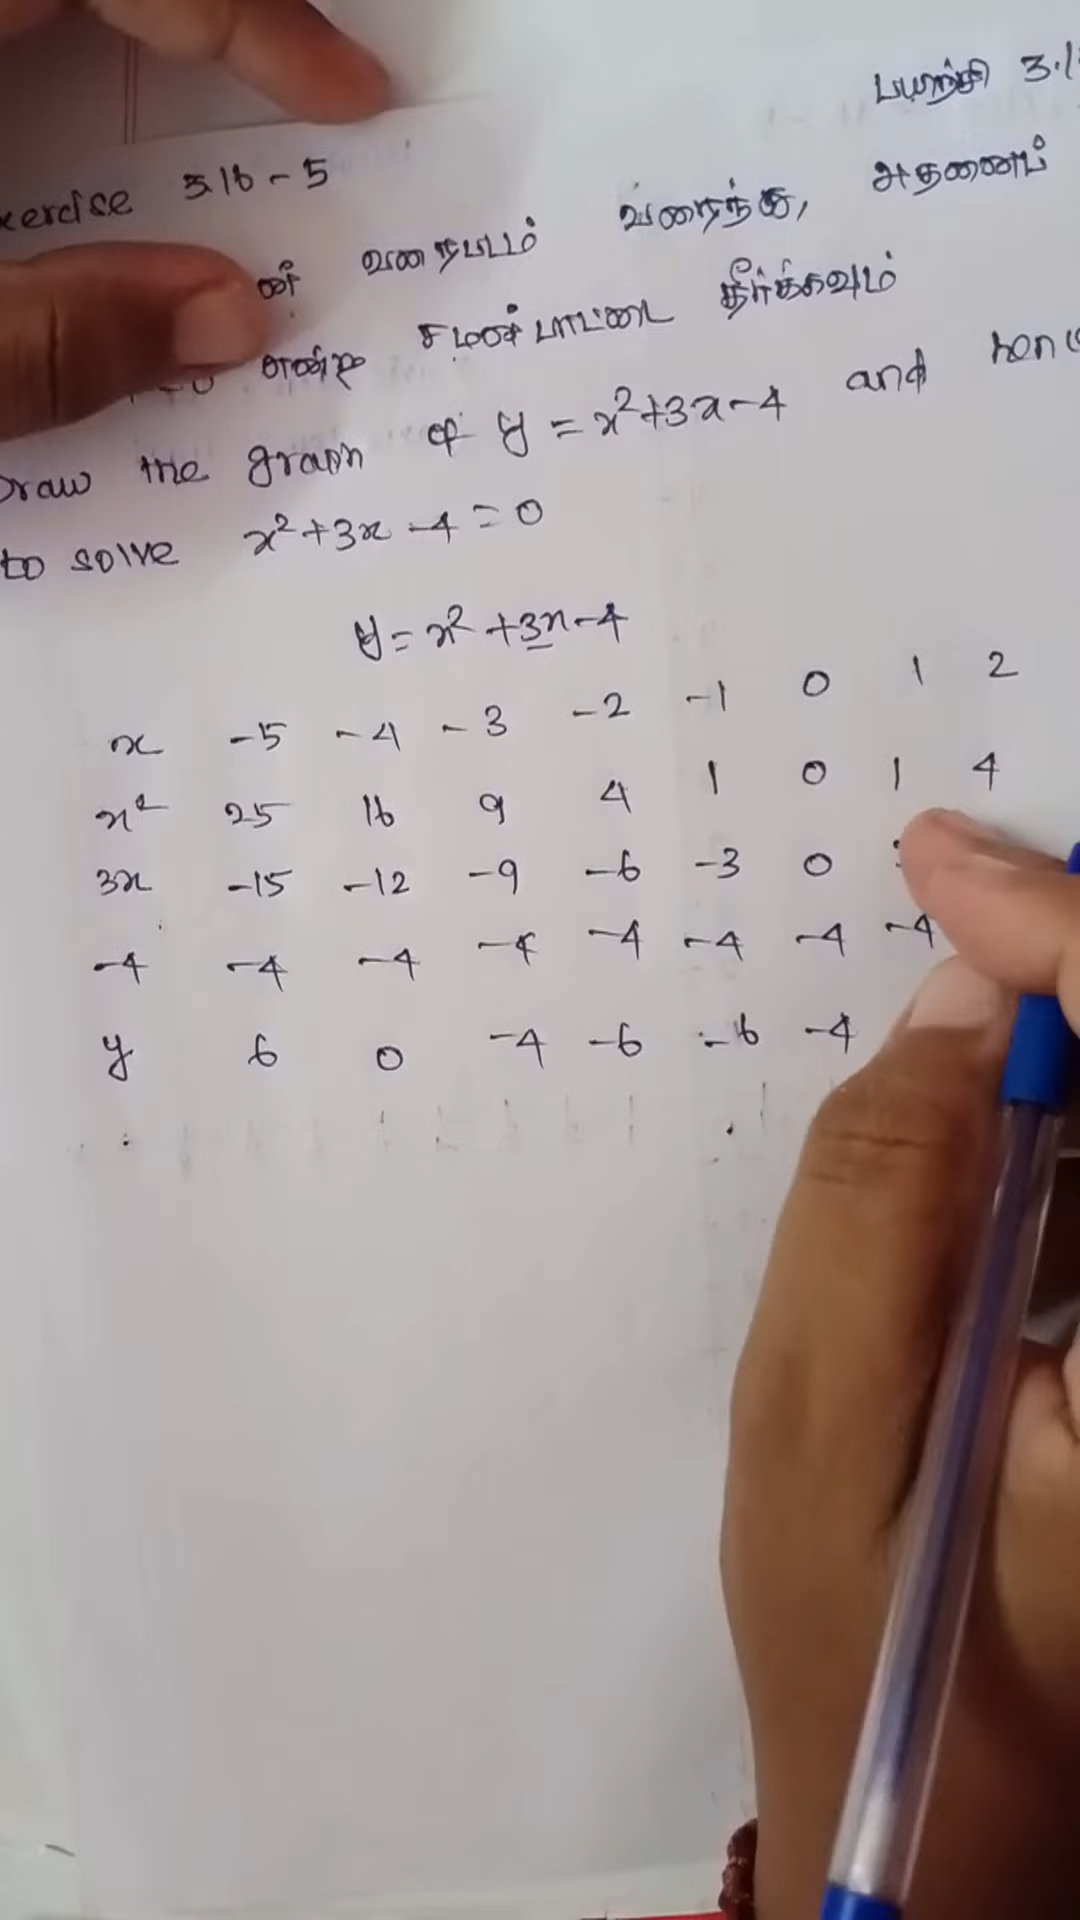 பயிற்சி 3.1
xercise 3.16-5
ன் வரைபடம் வரைந்து, அதனைப்
என்ற சமன்பாட்டை தீர்க்கவும்
Draw the graph of y = x²+3x-4 and henc
to solve x²+3x-4=0
y = x²+3x-4
x -5 -4 -3 -2 -1 0 1 2
x² 25 16 9 4 1 0 1 4
3x -15 -12 -9 -6 -3 0
-4 -4 -4 -4 -4 -4 -4 -4
y 6 0 -4 -6 -6 -4